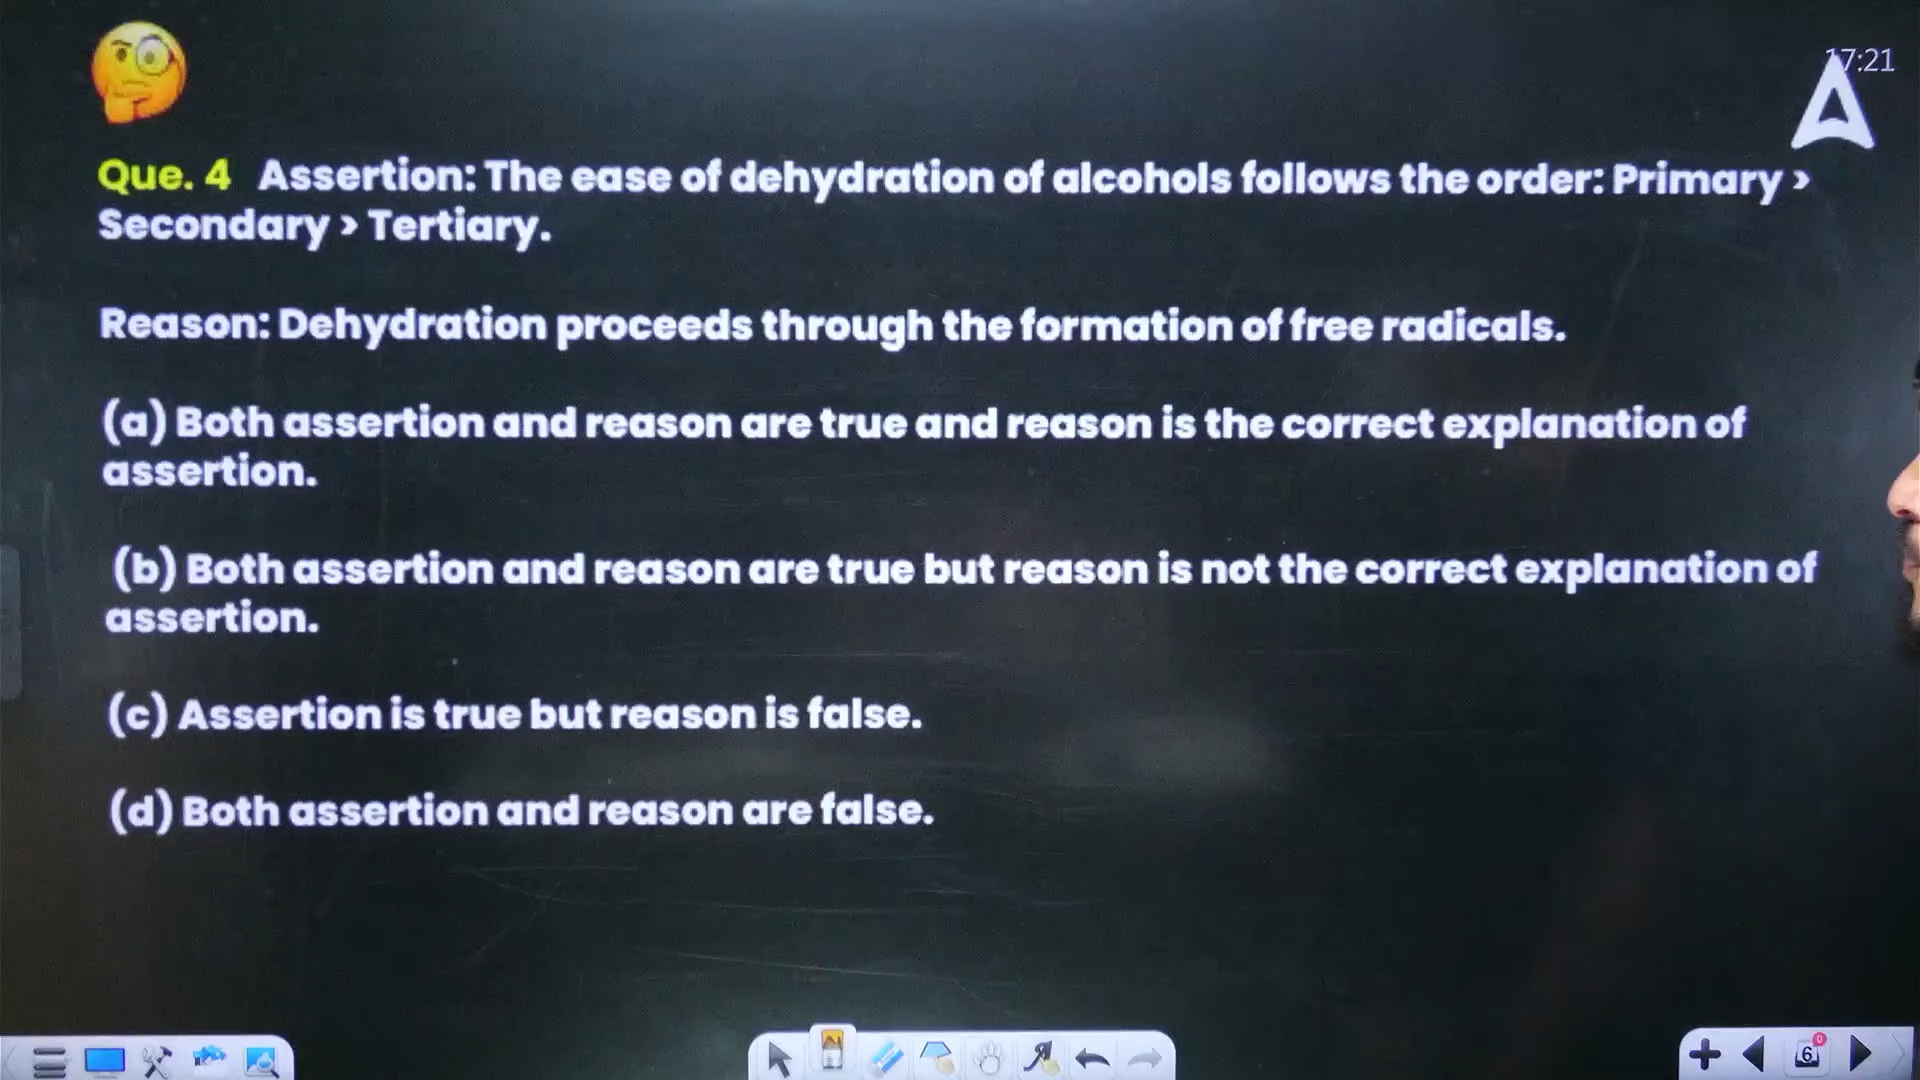 17:21
Que. 4 Assertion: The ease of dehydration of alcohols follows the order: Primary >
Secondary > Tertiary.
Reason: Dehydration proceeds through the formation of free radicals.
(a) Both assertion and reason are true and reason is the correct explanation of
assertion.
(b) Both assertion and reason are true but reason is not the correct explanation of
assertion.
(c) Assertion is true but reason is false.
(d) Both assertion and reason are false.
6
0